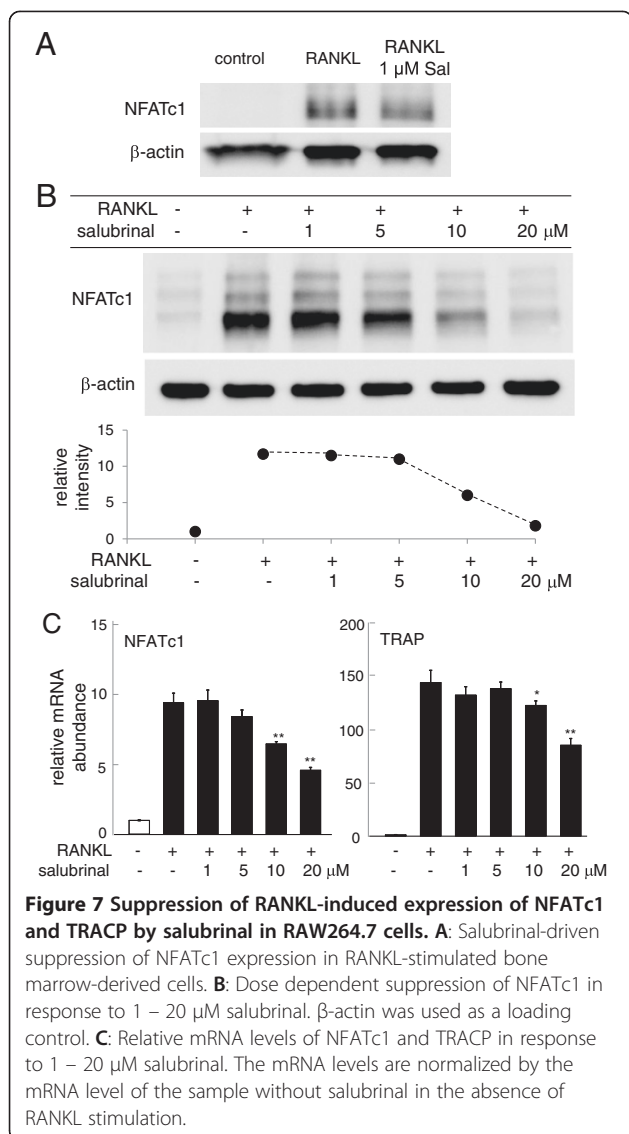 A
control RANKL RANKL
1 μM Sal
NFATc1
β-actin
B
RANKL - + + + + +
salubrinal - - 1 5 10 20 μM
NFATc1
β-actin
15
10
5
0
relative
intensity
RANKL - + + + + +
salubrinal - - 1 5 10 20 μM
C
NFATc1
15
10
5
0
relative mRNA
abundance
** **
RANKL - + + + + +
salubrinal - - 1 5 10 20 μM
TRAP
200
150
100
50
0
* **
- + + + + +
- - 1 5 10 20 μM
Figure 7 Suppression of RANKL-induced expression of NFATc1
and TRACP by salubrinal in RAW264.7 cells. A: Salubrinal-driven
suppression of NFATc1 expression in RANKL-stimulated bone
marrow-derived cells. B: Dose dependent suppression of NFATc1 in
response to 1 – 20 μM salubrinal. β-actin was used as a loading
control. C: Relative mRNA levels of NFATc1 and TRACP in response
to 1 – 20 μM salubrinal. The mRNA levels are normalized by the
mRNA level of the sample without salubrinal in the absence of
RANKL stimulation.